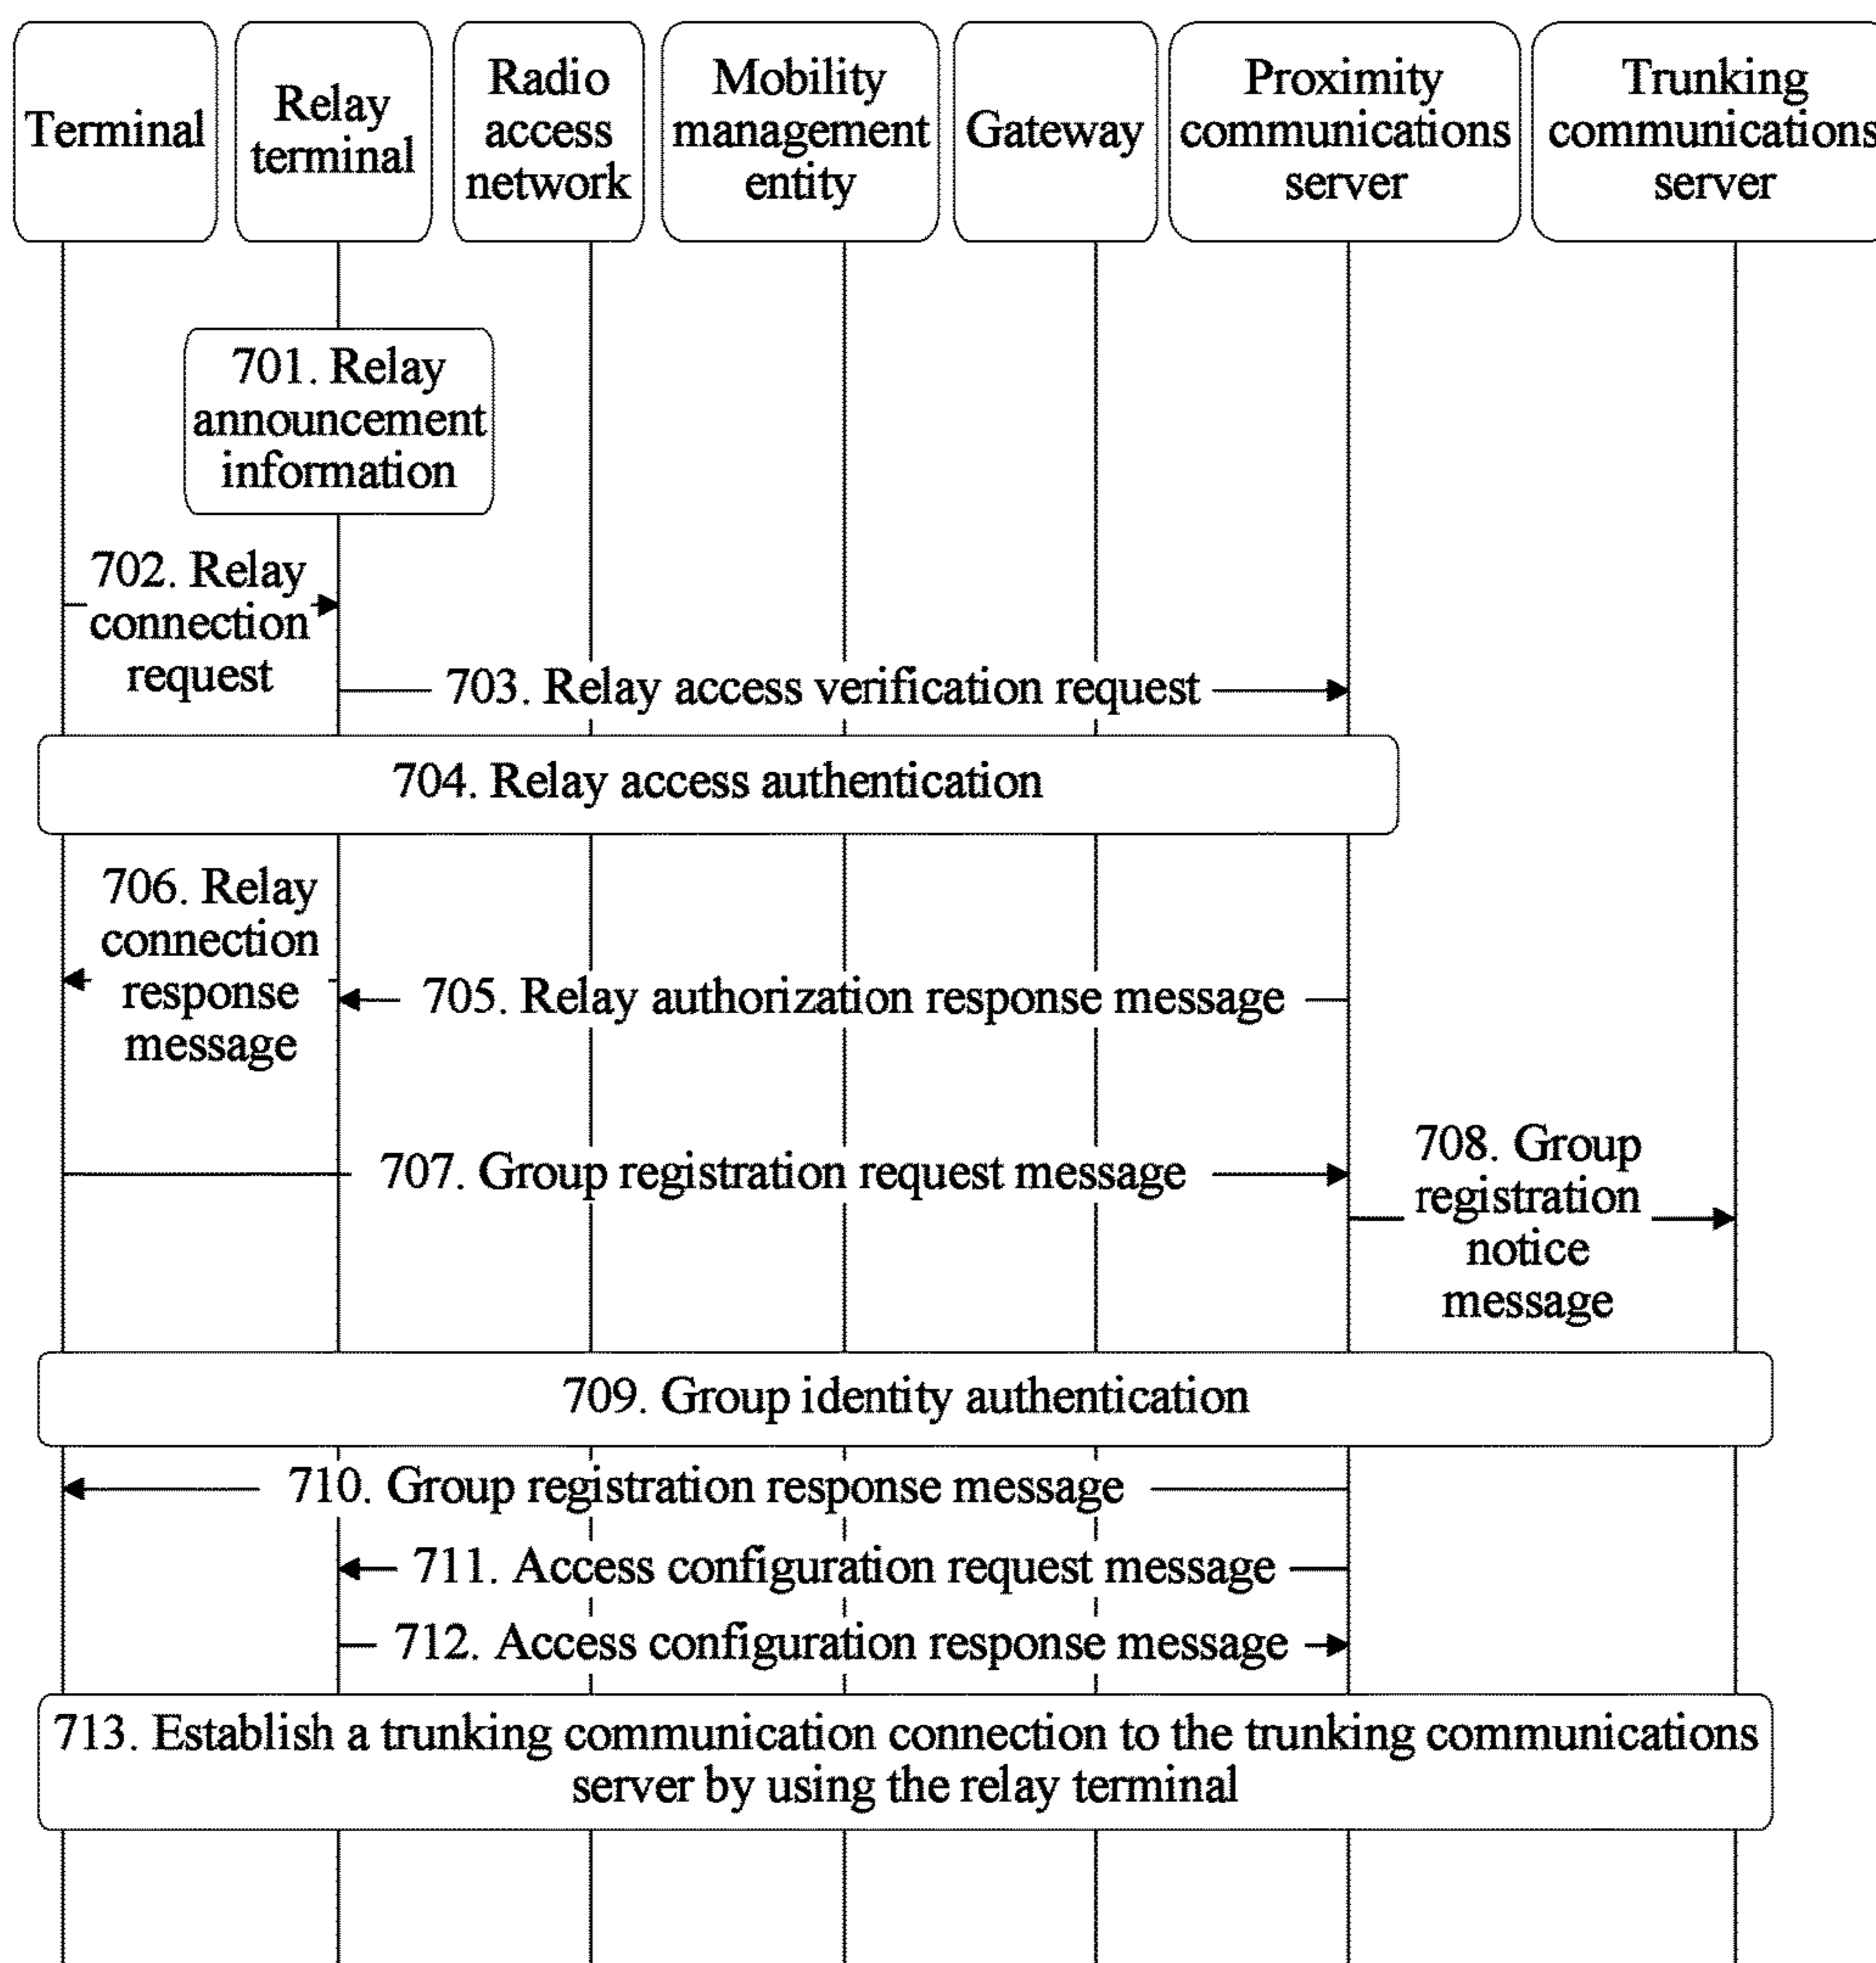 Terminal
Relay
terminal
Radio
access
network
Mobility
management
entity
Gateway
Proximity
communications
server
Trunking
communications
server
701. Relay
announcement
information
702. Relay
connection
request
703. Relay access verification request
704. Relay access authentication
706. Relay
connection
response
message
705. Relay authorization response message
707. Group registration request message
708. Group
registration
notice
message
709. Group identity authentication
710. Group registration response message
711. Access configuration request message
712. Access configuration response message
713. Establish a trunking communication connection to the trunking communications
server by using the relay terminal